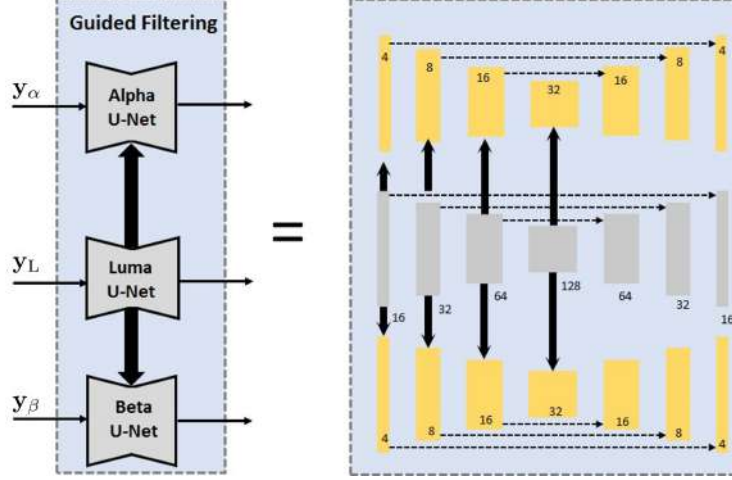 Guided Filtering
yα
Alpha
U-Net
yL
Luma
U-Net
yβ
Beta
U-Net
=
4 8 16 32 16 8 4
16 32 64 128 64 32 16
4 8 16 32 16 8 4